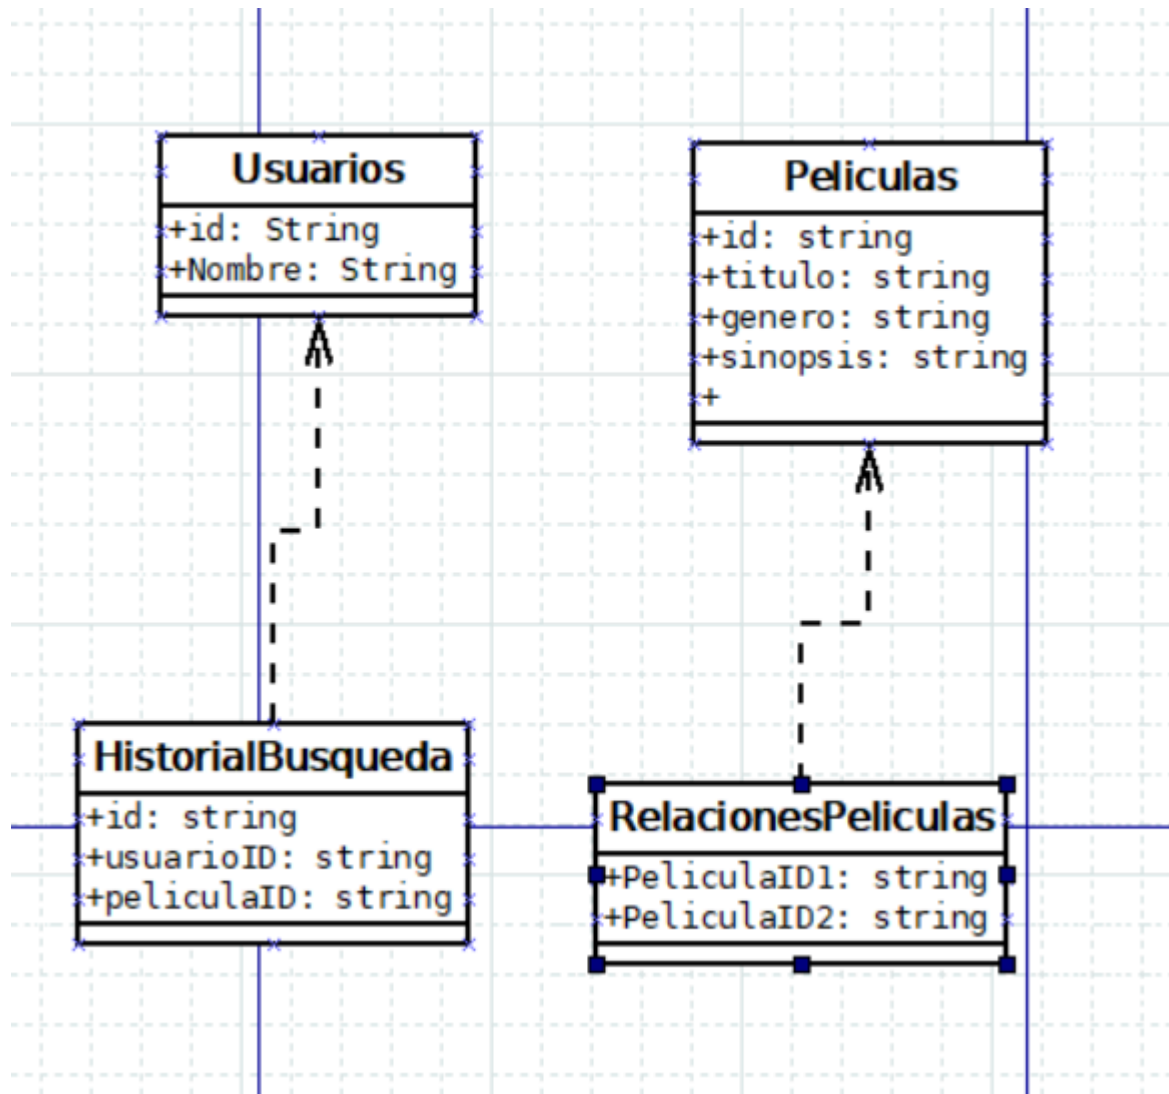 Usuarios
+id: String
+Nombre: String
Peliculas
+id: string
+titulo: string
+genero: string
+sinopsis: string
+
HistorialBusqueda
+id: string
+usuarioID: string
+peliculaID: string
RelacionesPeliculas
+PeliculaID1: string
+PeliculaID2: string